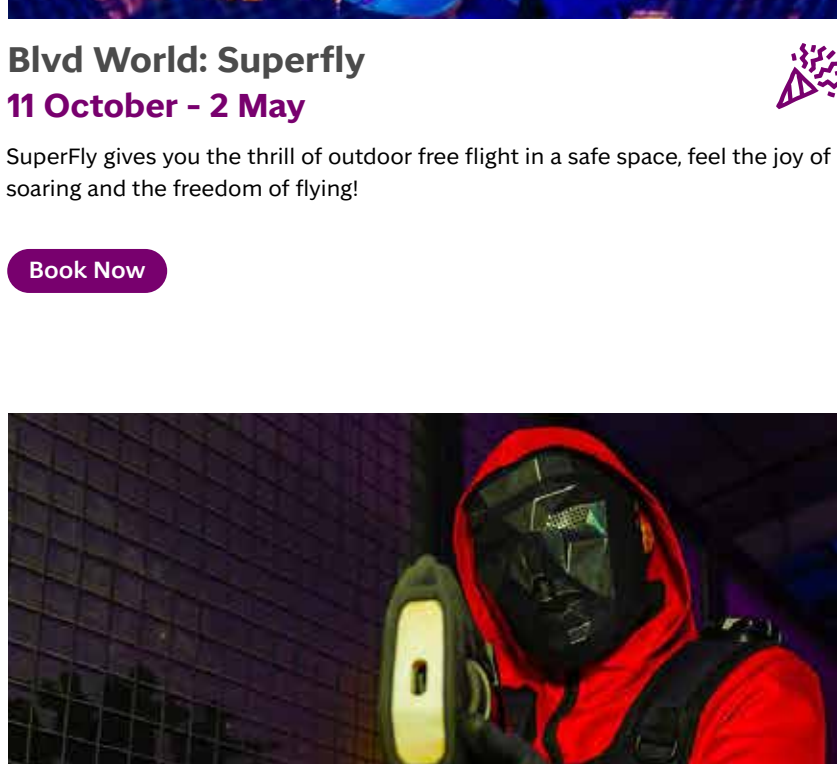 Blvd World: Superfly
11 October - 2 May
SuperFly gives you the thrill of outdoor free flight in a safe space, feel the joy of
soaring and the freedom of flying!
Book Now